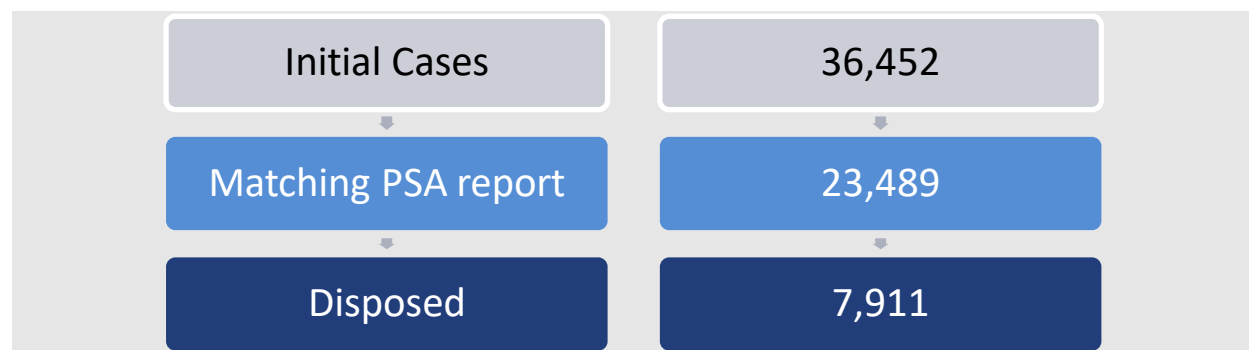 Initial Cases
36,452
Matching PSA report
23,489
Disposed
7,911